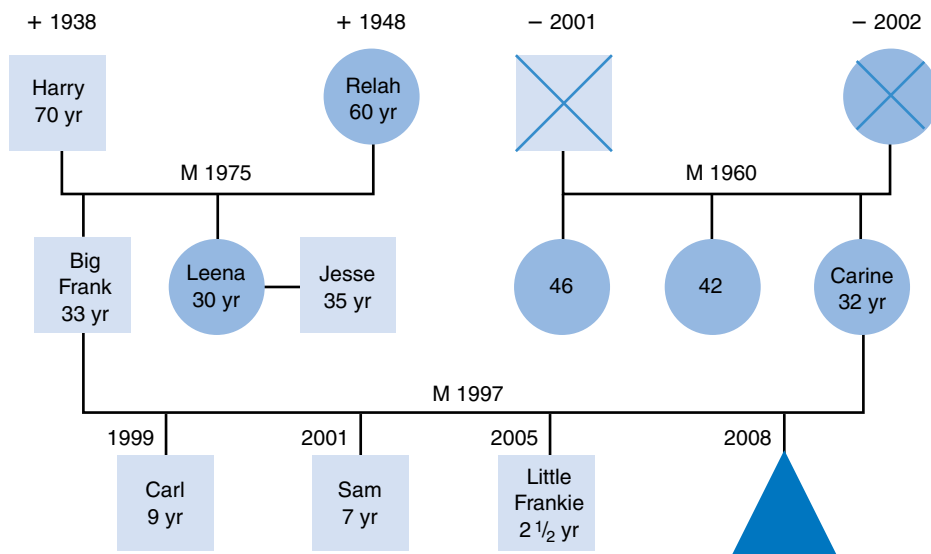 + 1938
+ 1948
– 2001
– 2002
Harry
70 yr
Relah
60 yr
M 1975
M 1960
Big
Frank
33 yr
Leena
30 yr
Jesse
35 yr
46
42
Carine
32 yr
M 1997
1999
2001
2005
2008
Carl
9 yr
Sam
7 yr
Little
Frankie
2 1/2 yr